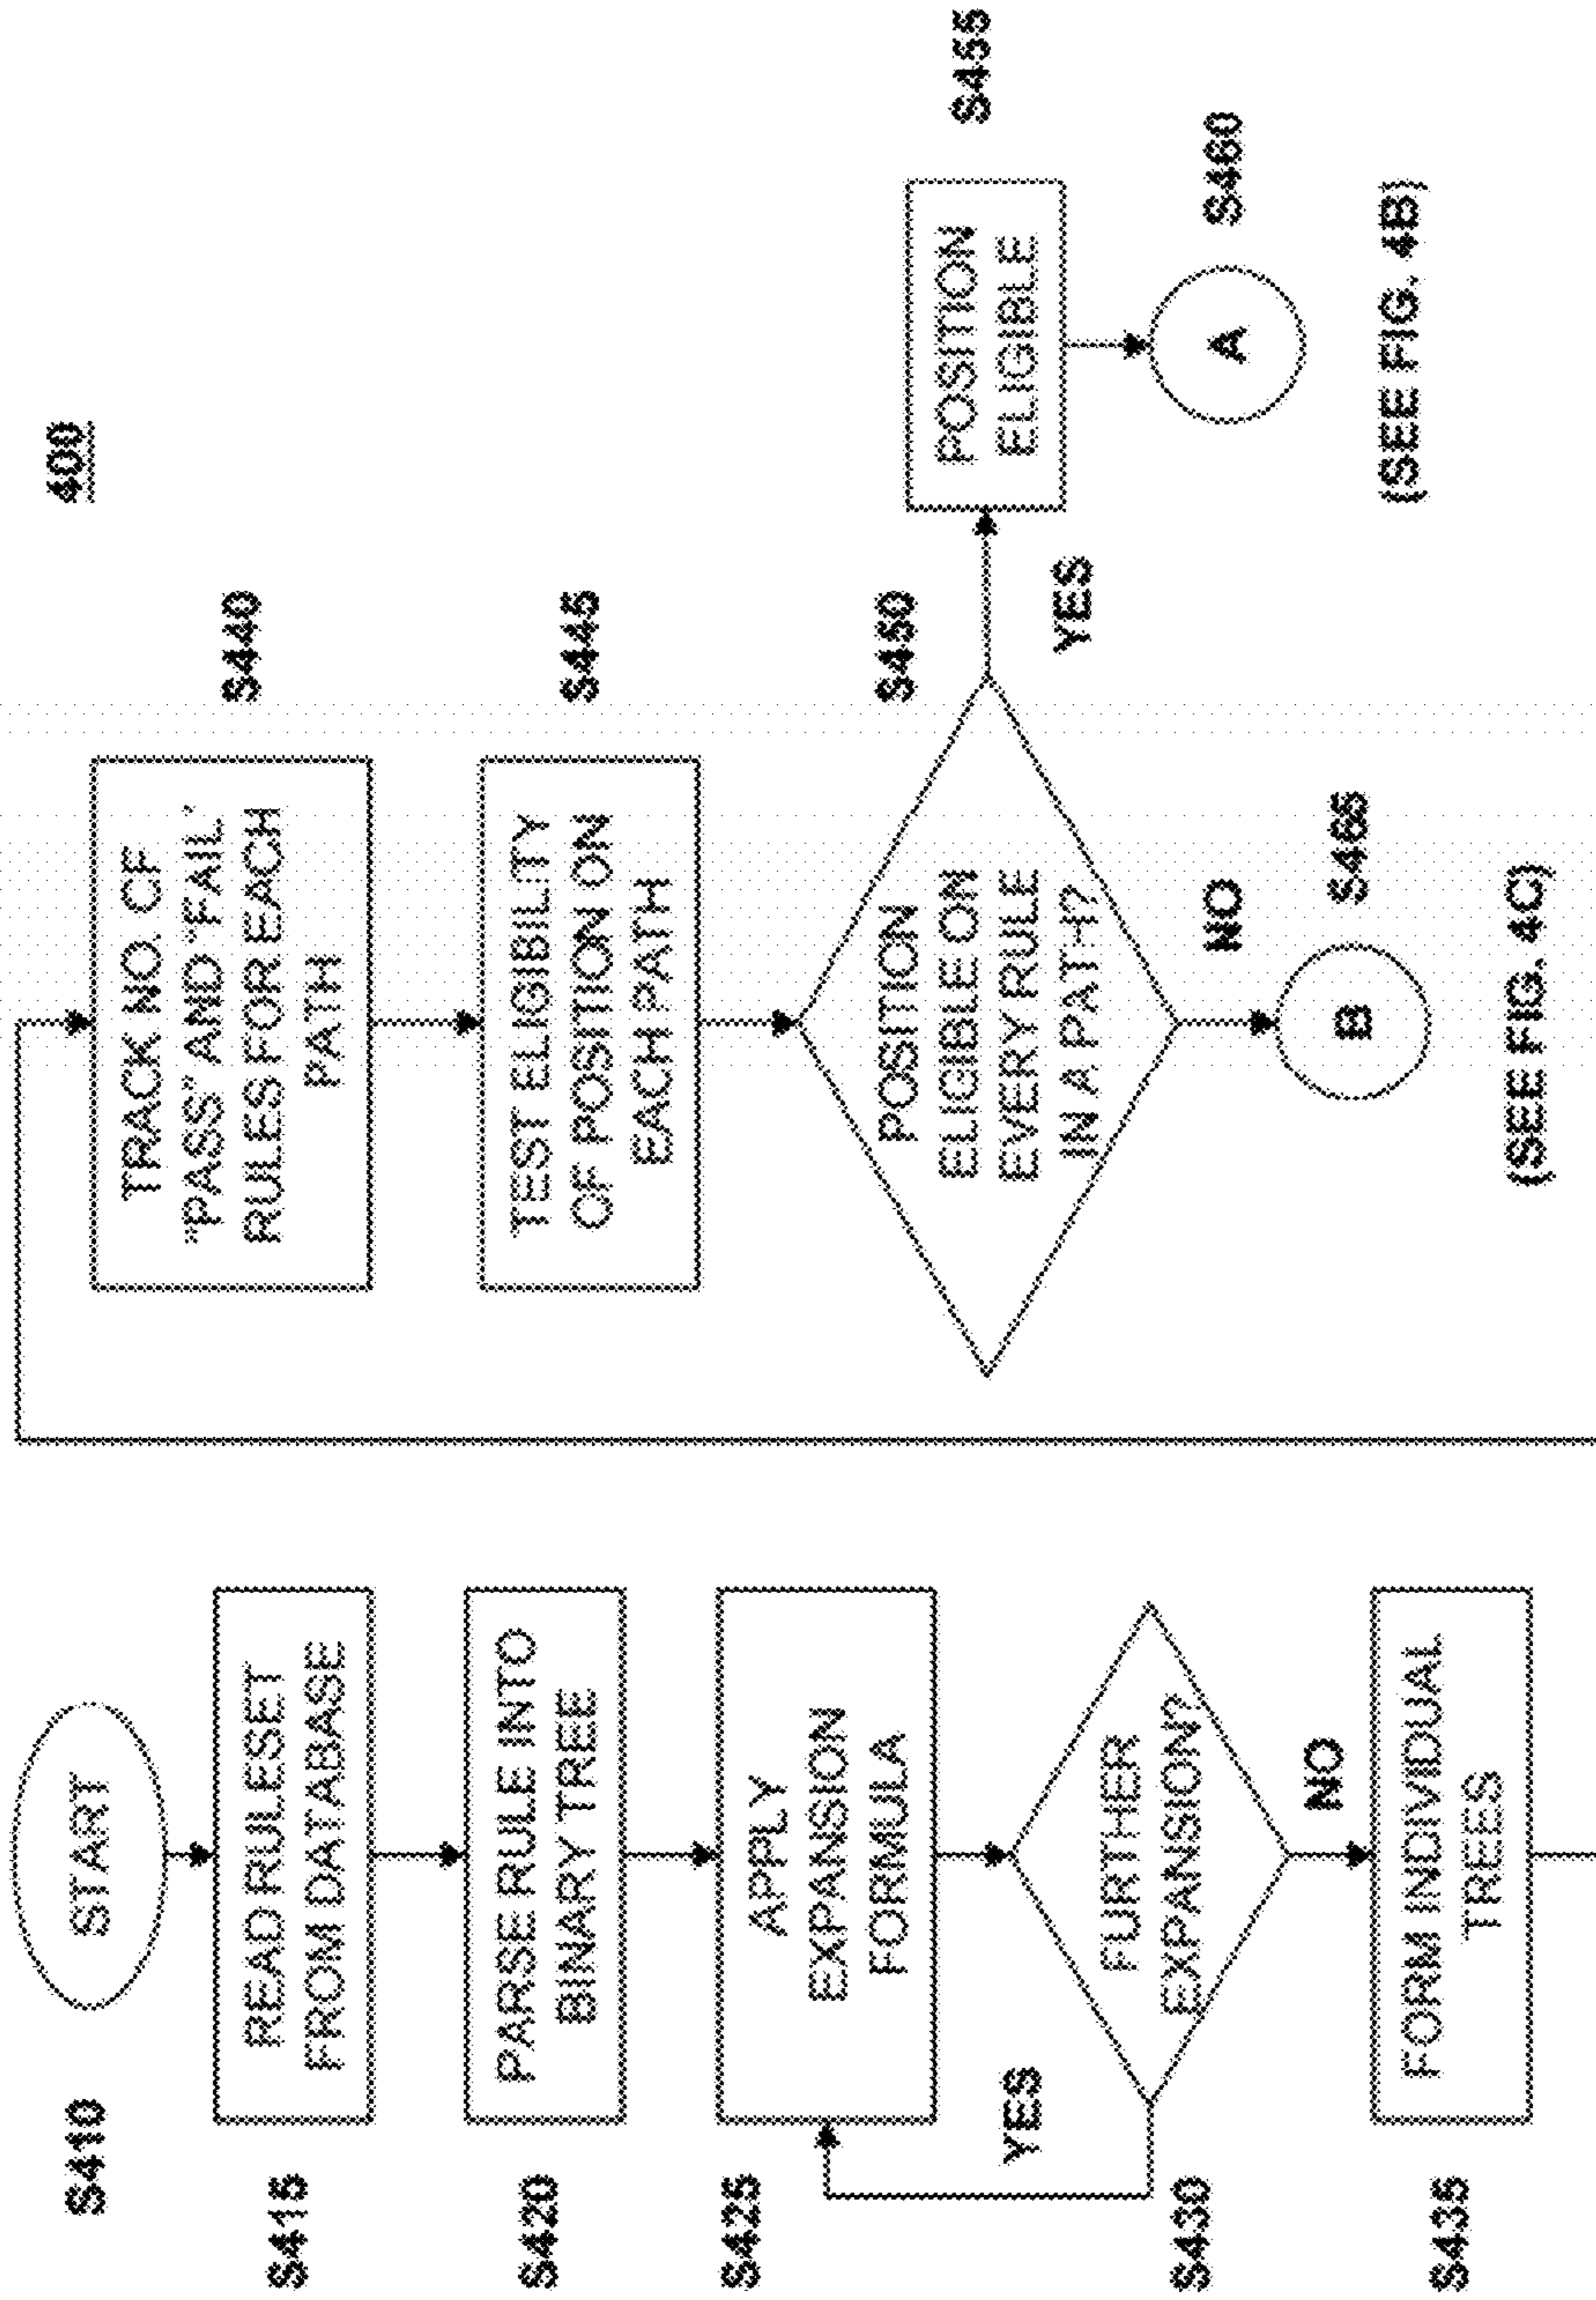 400
S410
START
S415
READ RULESET
FROM DATABASE
S420
PARSE RULE INTO
BINARY TREE
S425
APPLY
EXPANSION
FORMULA
YES
S430
FURTHER
EXPANSION?
NO
S435
FORM INDIVIDUAL
TREES
TRACK NO. OF
"PASS" AND "FAIL"
RULES FOR EACH
PATH
S440
TEST ELIGIBILITY
OF POSITION ON
EACH PATH
S445
POSITION
ELIGIBLE ON
EVERY RULE
IN A PATH?
S450
YES
POSITION
ELIGIBLE
S455
A
S460
(SEE FIG. 4B)
NO
B
S465
(SEE FIG. 4C)